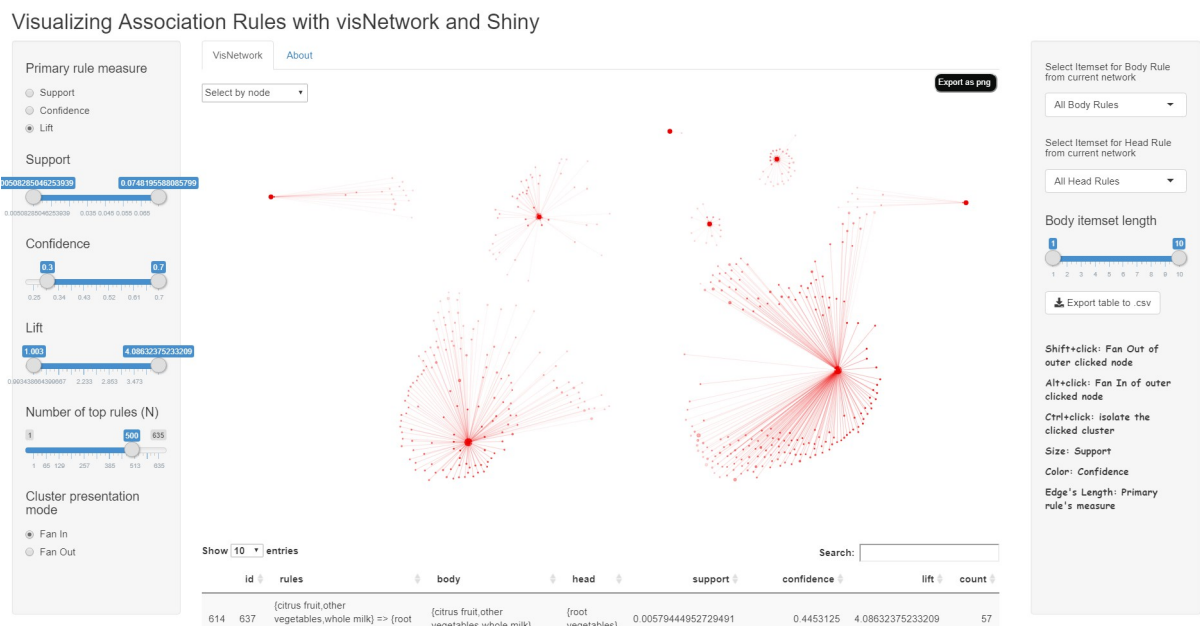 Visualizing Association Rules with visNetwork and Shiny
Primary rule measure
Support
Confidence
Lift
Support
00508285046253939 0.0748195588085799
0.00508285046253939 0.035 0.045 0.055 0.066
Confidence
0.3 0.7
0.25 0.34 0.43 0.52 0.61 0.7
Lift
1.003 4.08632375233209
2.233 2.853 3.473
Number of top rules (N)
1 500 635
1 65 129 257 385 513 635
Cluster presentation
mode
Fan In
Fan Out
VisNetwork About
Select by node
Export as png
Show 10 entries
Search:
id rules body head support confidence lift count
614 637 {citrus fruit,other vegetables,whole milk} => {root {citrus fruit,other vegetables,whole milk} {root vegetables} 0.00579444952729491 0.4453125 4.08632375233209 57
Select Itemset for Body Rule
from current network
All Body Rules
Select Itemset for Head Rule
from current network
All Head Rules
Body itemset length
1 10
1 2 3 4 5 6 7 8 9 10
Export table to .csv
Shift+click: Fan Out of
outer clicked node
Alt+click: Fan In of outer
clicked node
Ctrl+click: isolate the
clicked cluster
Size: Support
Color: Confidence
Edge's Length: Primary
rule's measure